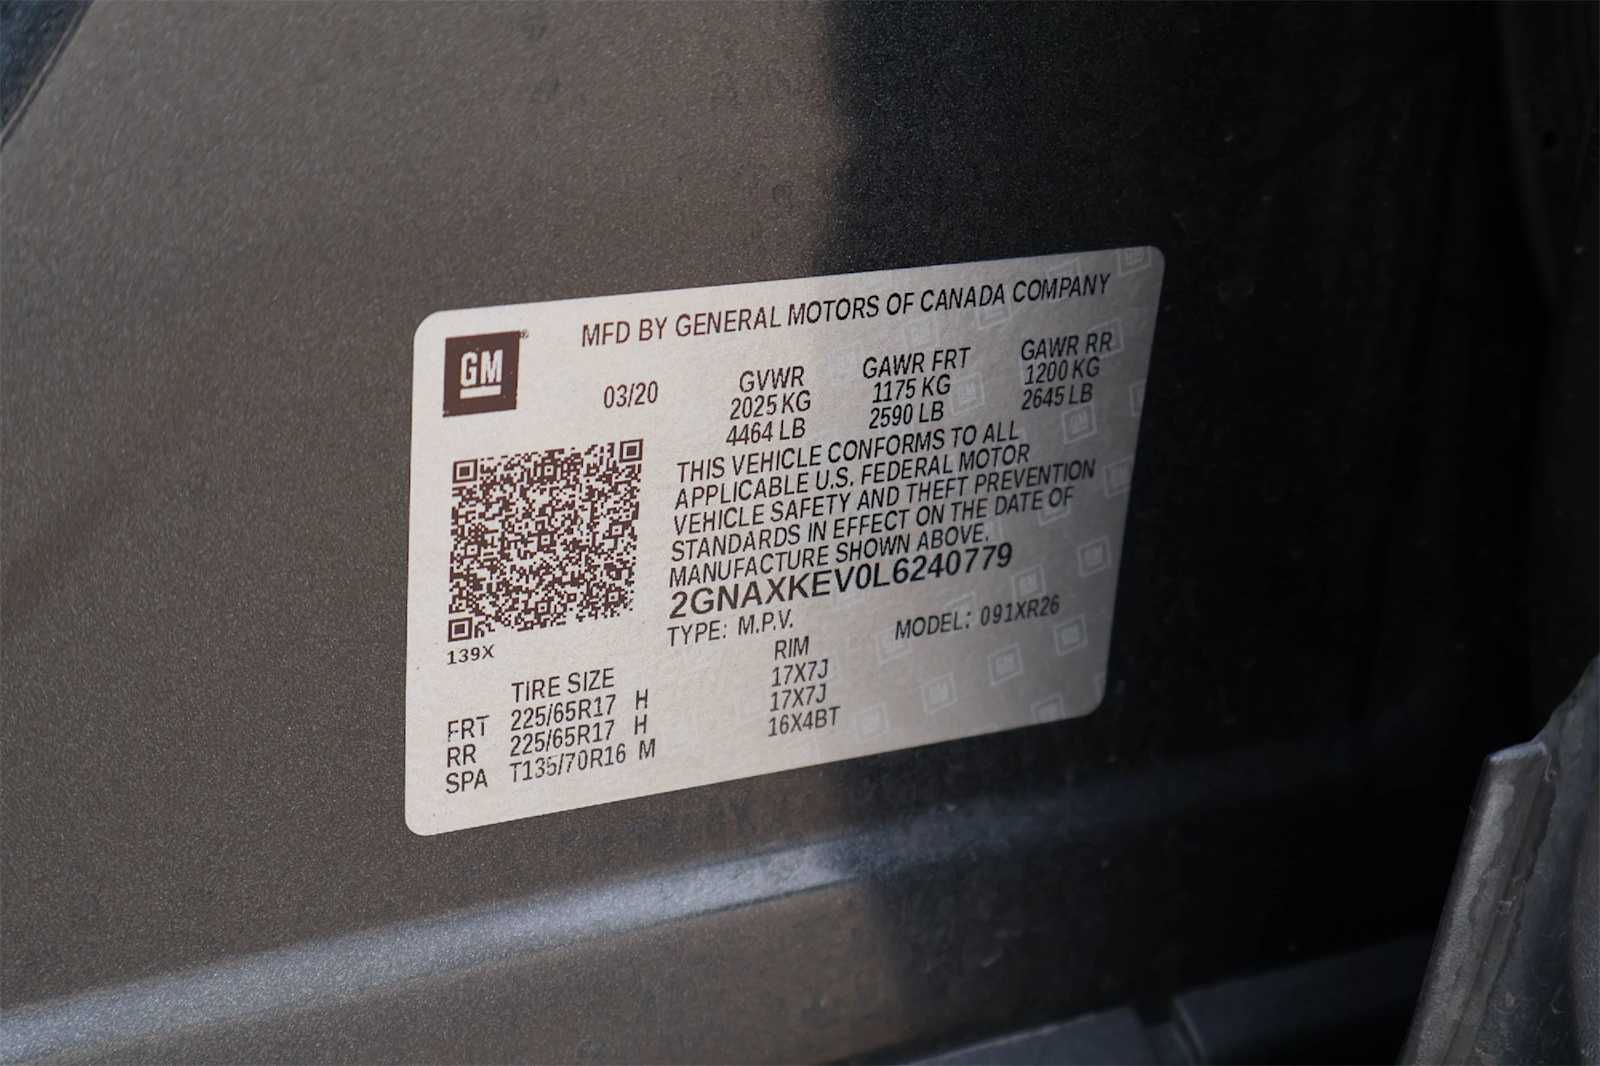 MFD BY GENERAL MOTORS OF CANADA COMPANY
GM ®
03/20 GVWR GAWR FRT GAWR RR
2025 KG 1175 KG 1200 KG
4464 LB 2590 LB 2645 LB
THIS VEHICLE CONFORMS TO ALL
APPLICABLE U.S. FEDERAL MOTOR
VEHICLE SAFETY AND THEFT PREVENTION
STANDARDS IN EFFECT ON THE DATE OF
MANUFACTURE SHOWN ABOVE.
2GNAXKEV0L6240779
TYPE: M.P.V. MODEL: 091XR26
139X
TIRE SIZE RIM
FRT 225/65R17 H 17X7J
RR 225/65R17 H 17X7J
SPA T135/70R16 M 16X4BT